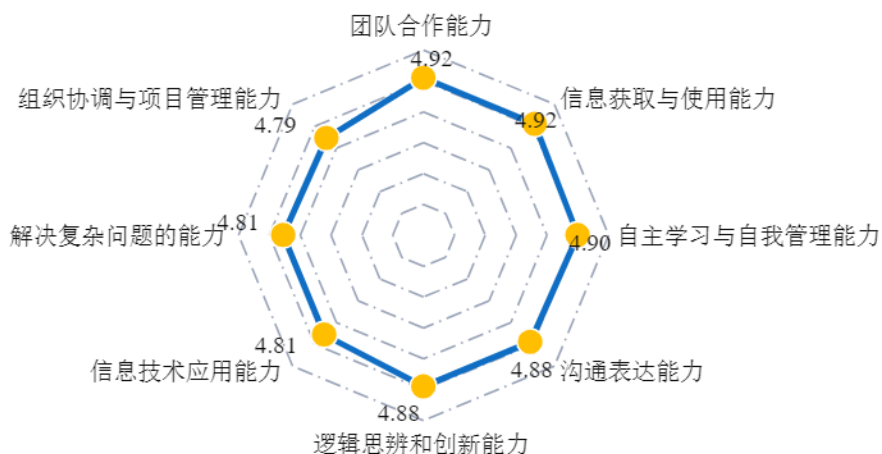 团队合作能力
4.92
信息获取与使用能力
4.92
自主学习与自我管理能力
4.90
沟通表达能力
4.88
逻辑思辨和创新能力
4.88
信息技术应用能力
4.81
解决复杂问题的能力
4.81
组织协调与项目管理能力
4.79